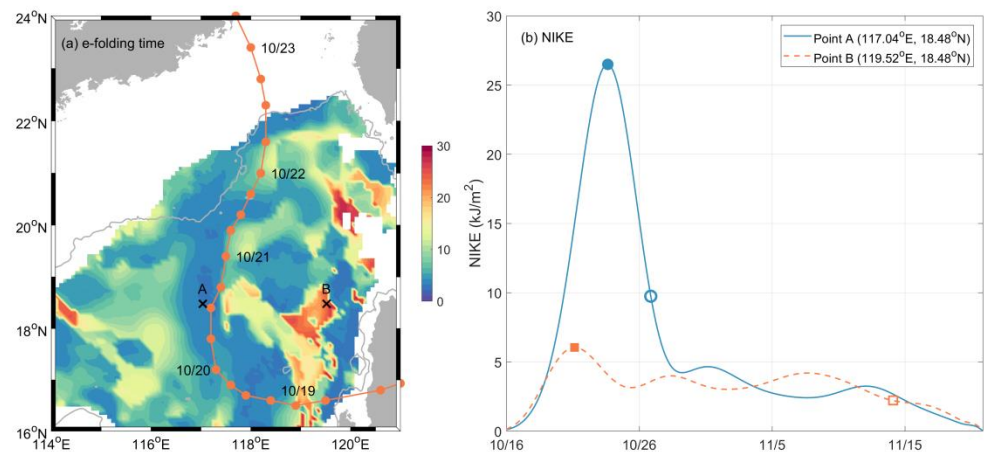 (a) e-folding time
24°N
22°N
20°N
18°N
16°N
114°E
116°E
118°E
120°E
10/23
10/22
10/21
10/20
10/19
A
B
30
20
10
0
(b) NIKE
Point A (117.04°E, 18.48°N)
Point B (119.52°E, 18.48°N)
NIKE (kJ/m²)
30
25
20
15
10
5
0
10/16
10/26
11/5
11/15